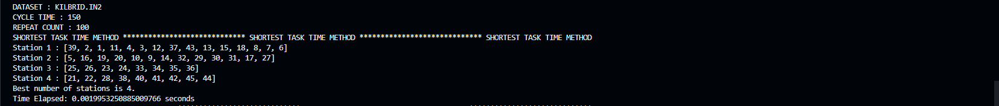 DATASET : KILBRID.IN2
CYCLE TIME : 150
REPEAT COUNT : 100
SHORTEST TASK TIME METHOD ***************************** SHORTEST TASK TIME METHOD ***************************** SHORTEST TASK TIME METHOD
Station 1 : [39, 2, 1, 11, 4, 3, 12, 37, 43, 13, 15, 18, 8, 7, 6]
Station 2 : [5, 16, 19, 20, 10, 9, 14, 32, 29, 30, 31, 17, 27]
Station 3 : [25, 26, 23, 24, 33, 34, 35, 36]
Station 4 : [21, 22, 28, 38, 40, 41, 42, 45, 44]
Best number of stations is 4.
Time Elapsed: 0.0019953250885009766 seconds